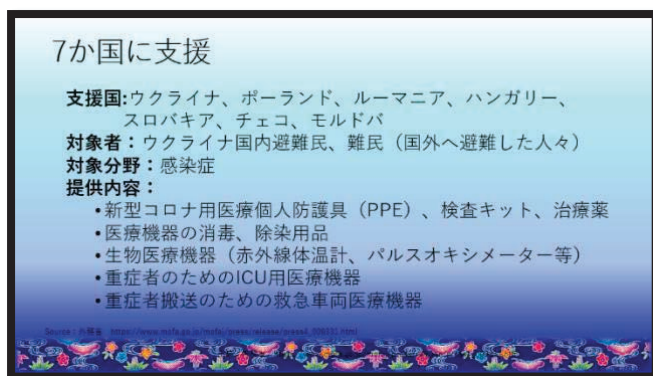 7か国に支援
支援国:ウクライナ、ポーランド、ルーマニア、ハンガリー、
スロバキア、チェコ、モルドバ
対象者：ウクライナ国内避難民、難民（国外へ避難した人々）
対象分野：感染症
提供内容：
•新型コロナ用医療個人防護具（PPE）、検査キット、治療薬
•医療機器の消毒、除染用品
•生物医療機器（赤外線体温計、パルスオキシメーター等）
•重症者のためのICU用医療機器
•重症者搬送のための救急車両医療機器
Source：外務省